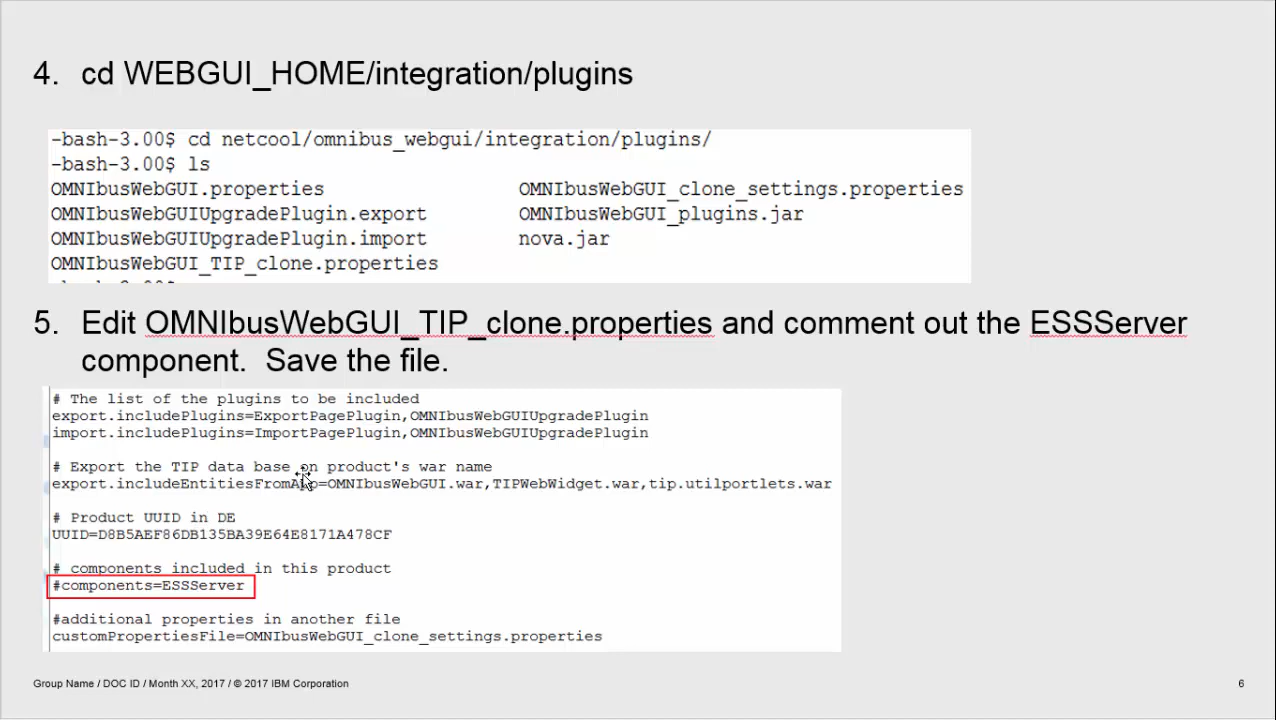 4. cd WEBGUI_HOME/integration/plugins
-bash-3.00$ cd netcool/omnibus_webgui/integration/plugins/
-bash-3.00$ ls
OMNIbusWebGUI.properties OMNIbusWebGUI_clone_settings.properties
OMNIbusWebGUIUpgradePlugin.export OMNIbusWebGUI_plugins.jar
OMNIbusWebGUIUpgradePlugin.import nova.jar
OMNIbusWebGUI_TIP_clone.properties
5. Edit OMNIbusWebGUI_TIP_clone.properties and comment out the ESSServer
component. Save the file.
# The list of the plugins to be included
export.includePlugins=ExportPagePlugin,OMNIbusWebGUIUpgradePlugin
import.includePlugins=ImportPagePlugin,OMNIbusWebGUIUpgradePlugin
# Export the TIP data base on product's war name
export.includeEntitiesFromApp=OMNIbusWebGUI.war,TIPWebWidget.war,tip.utilportlets.war
# Product UUID in DE
UUID=D8B5AEF86DB135BA39E64E8171A478CF
# components included in this product
#components=ESSServer
#additional properties in another file
customPropertiesFile=OMNIbusWebGUI_clone_settings.properties
Group Name / DOC ID / Month XX, 2017 / © 2017 IBM Corporation 6